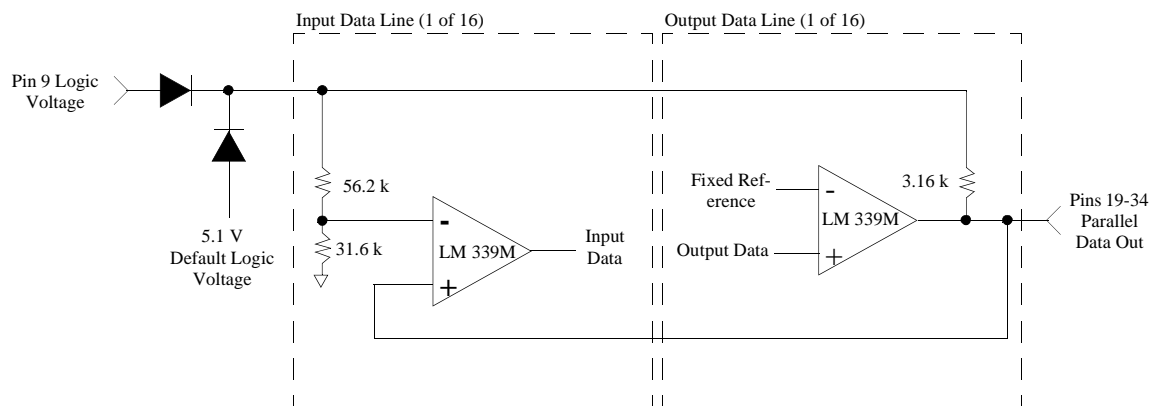 Input Data Line (1 of 16)
Output Data Line (1 of 16)
Pin 9 Logic
Voltage
5.1 V
Default Logic
Voltage
56.2 k
31.6 k
-
LM 339M
+
Input
Data
Fixed Ref-
erence
Output Data
-
LM 339M
+
3.16 k
Pins 19-34
Parallel
Data Out